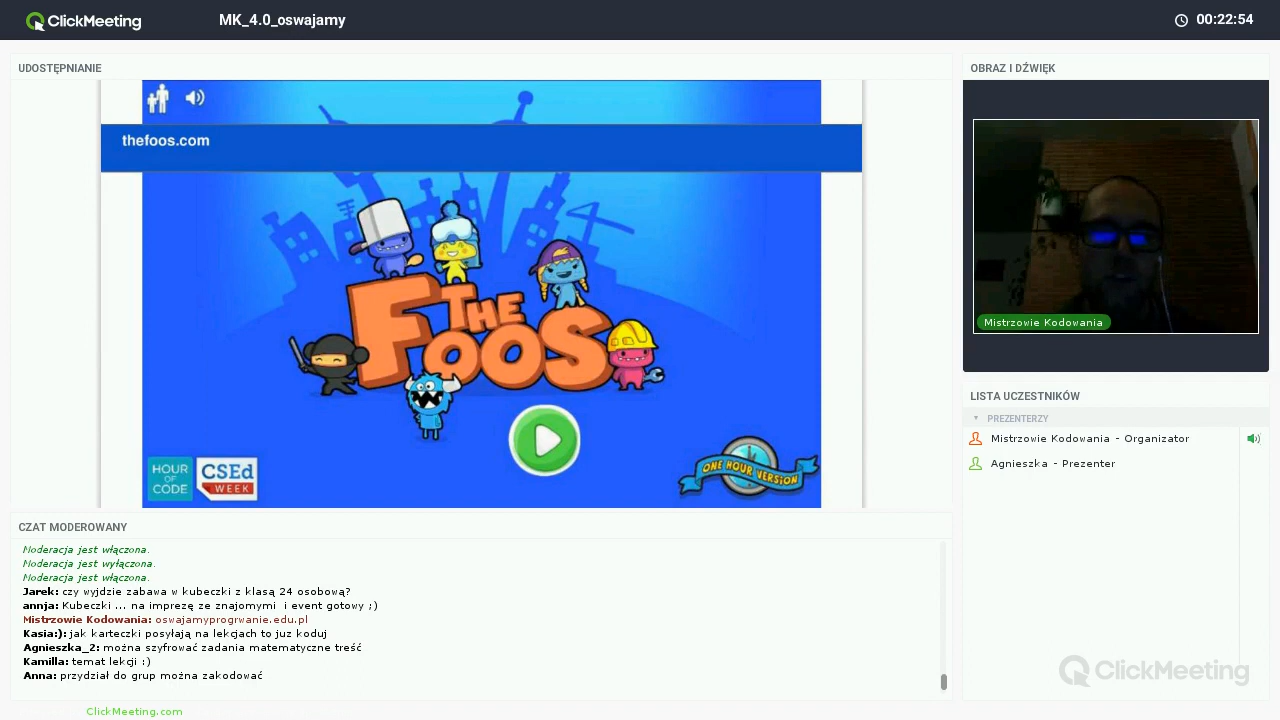 ClickMeeting
MK_4.0_oswajamy
00:22:54
UDOSTĘPNIANIE
thefoos.com
THE
FOOS
HOUR
OF
CODE
CSEd
WEEK
ONE HOUR VERSION
OBRAZ I DŹWIĘK
Mistrzowie Kodowania
LISTA UCZESTNIKÓW
PREZENTERZY
Mistrzowie Kodowania - Organizator
Agnieszka - Prezenter
CZAT MODEROWANY
Moderacja jest włączona.
Moderacja jest wyłączona.
Moderacja jest włączona.
Jarek: czy wyjdzie zabawa w kubeczki z klasą 24 osobową?
annja: Kubeczki ... na imprezę ze znajomymi i event gotowy ;)
Mistrzowie Kodowania: oswajamyprogrwanie.edu.pl
Kasia:): jak karteczki posyłają na lekcjach to juz koduj
Agnieszka_2: można szyfrować zadania matematyczne treść
Kamilla: temat lekcji :)
Anna: przydział do grup można zakodować
ClickMeeting
ClickMeeting.com